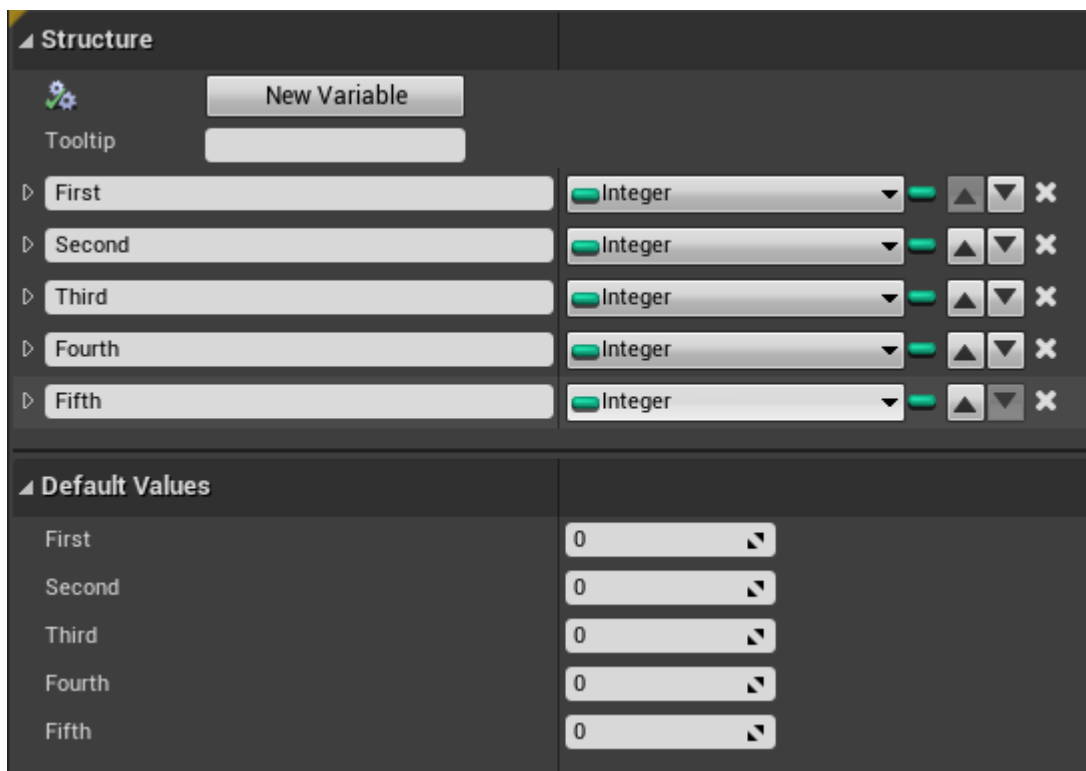 Structure
New Variable
Tooltip
First Integer
Second Integer
Third Integer
Fourth Integer
Fifth Integer
Default Values
First 0
Second 0
Third 0
Fourth 0
Fifth 0